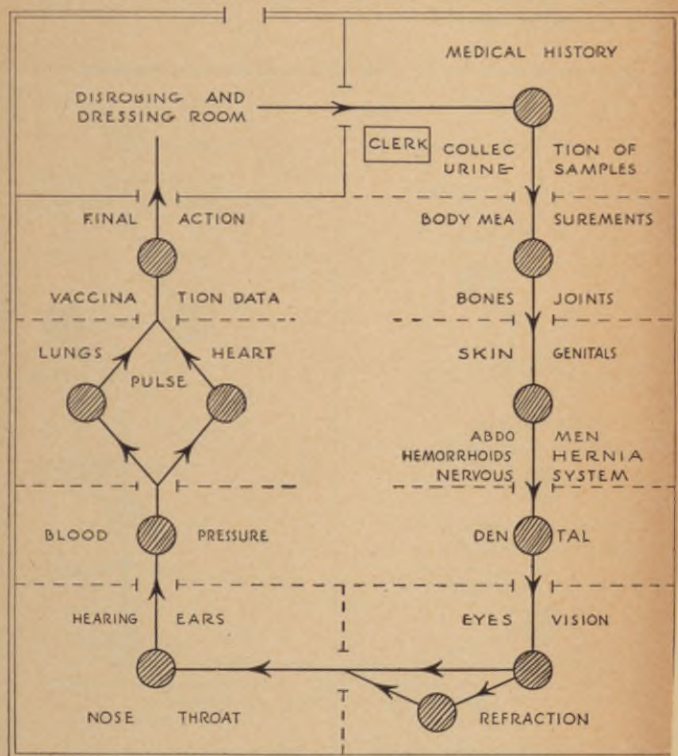 MEDICAL HISTORY
DISROBING AND
DRESSING ROOM
CLERK
COLLEC TION OF
URINE SAMPLES
BODY MEA SUREMENTS
BONES JOINTS
SKIN GENITALS
ABDO MEN
HEMORRHOIDS HERNIA
NERVOUS SYSTEM
DEN TAL
EYES VISION
REFRACTION
NOSE THROAT
HEARING EARS
BLOOD PRESSURE
LUNGS HEART
PULSE
VACCINA TION DATA
FINAL ACTION